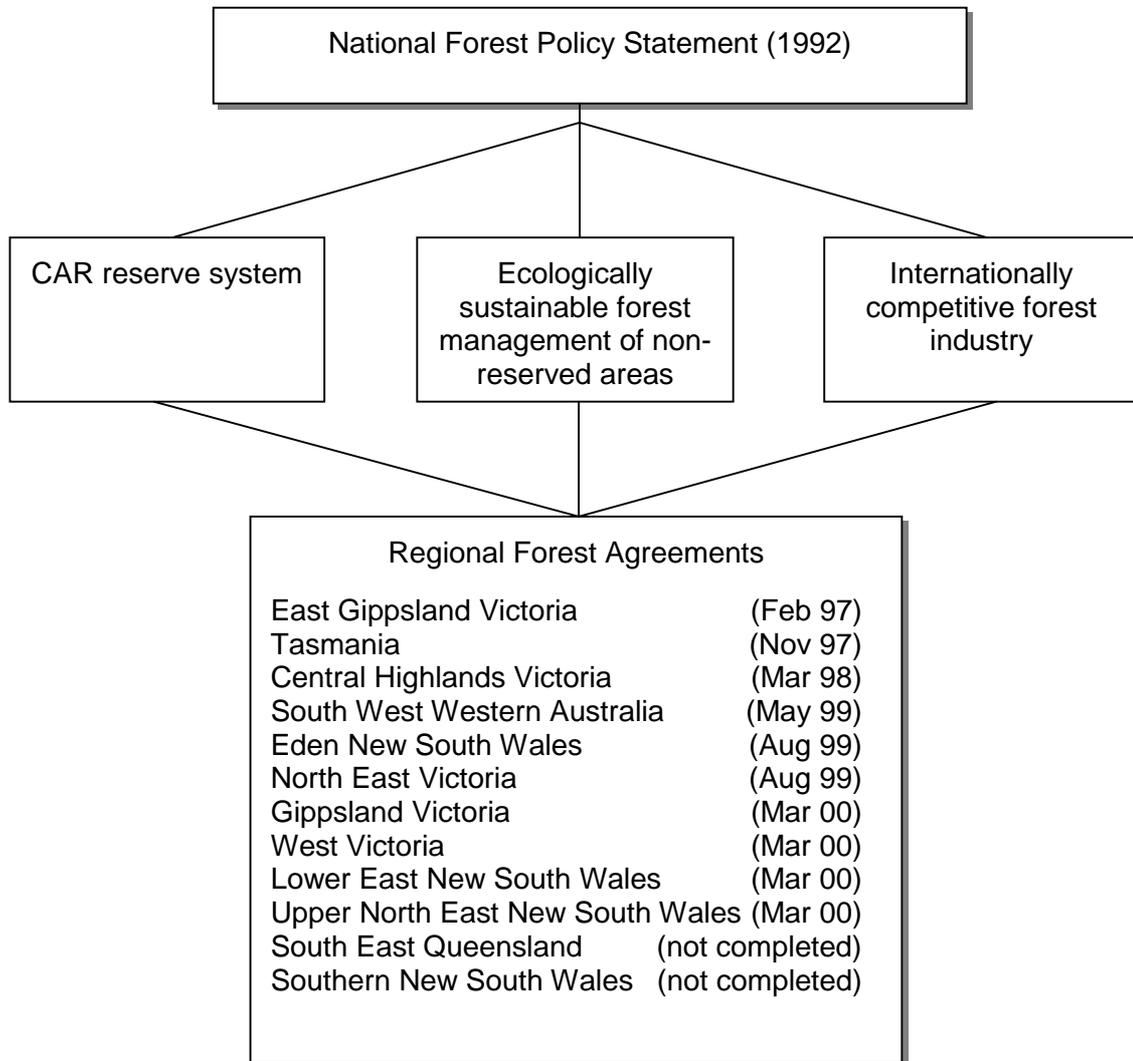 National Forest Policy Statement (1992)
CAR reserve system
Ecologically
sustainable forest
management of non-
reserved areas
Internationally
competitive forest
industry
Regional Forest Agreements
East Gippsland Victoria (Feb 97)
Tasmania (Nov 97)
Central Highlands Victoria (Mar 98)
South West Western Australia (May 99)
Eden New South Wales (Aug 99)
North East Victoria (Aug 99)
Gippsland Victoria (Mar 00)
West Victoria (Mar 00)
Lower East New South Wales (Mar 00)
Upper North East New South Wales (Mar 00)
South East Queensland (not completed)
Southern New South Wales (not completed)